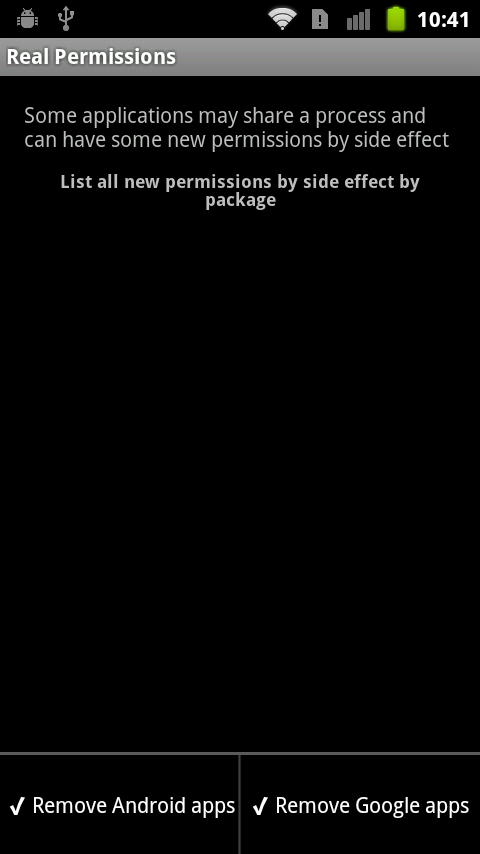 10:41
Real Permissions
Some applications may share a process and
can have some new permissions by side effect
List all new permissions by side effect by
package
✓ Remove Android apps ✓ Remove Google apps